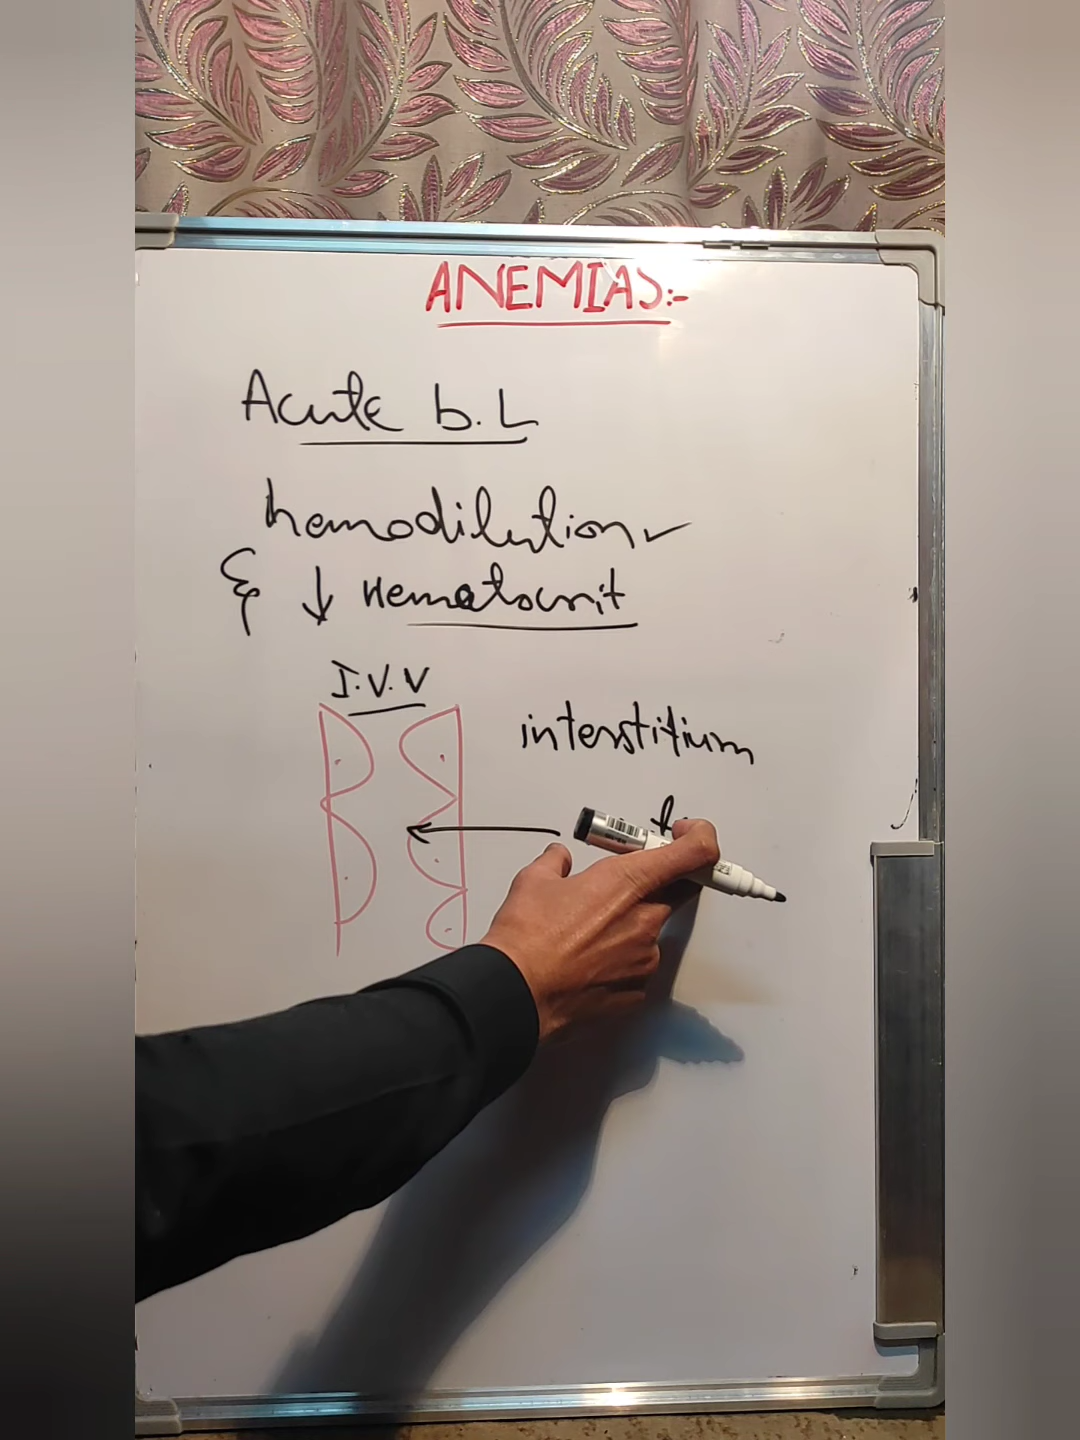 ANEMIAS:-
Acute b.L
hemodilution
& ↓ Hematocrit
I.V.V
interstitium